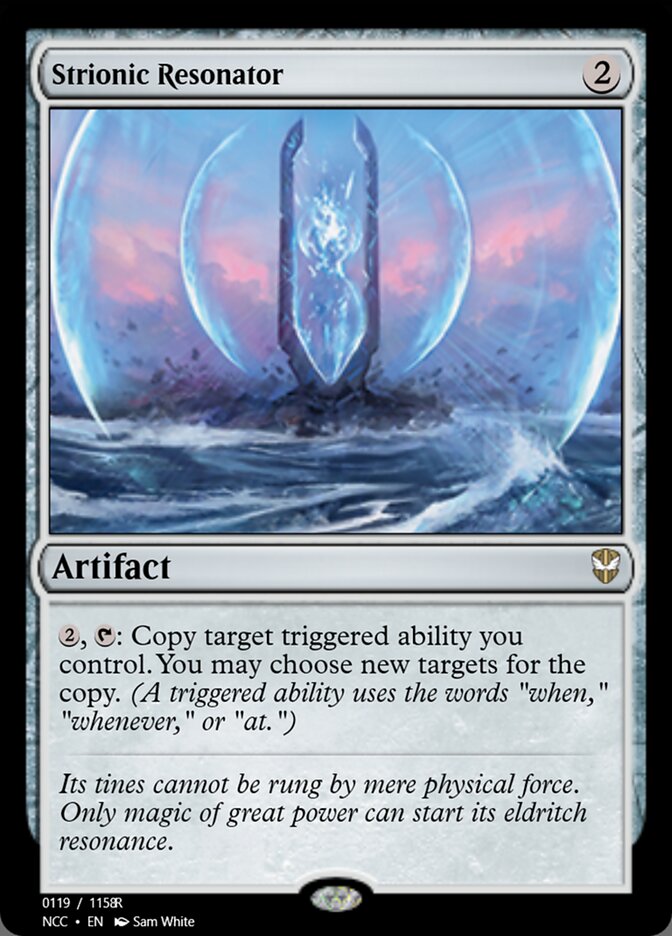 Strionic Resonator 2
Artifact
2, : Copy target triggered ability you
control. You may choose new targets for the
copy. (A triggered ability uses the words "when,"
"whenever," or "at.")
Its tines cannot be rung by mere physical force.
Only magic of great power can start its eldritch
resonance.
0119 / 1158R
NCC • EN Sam White